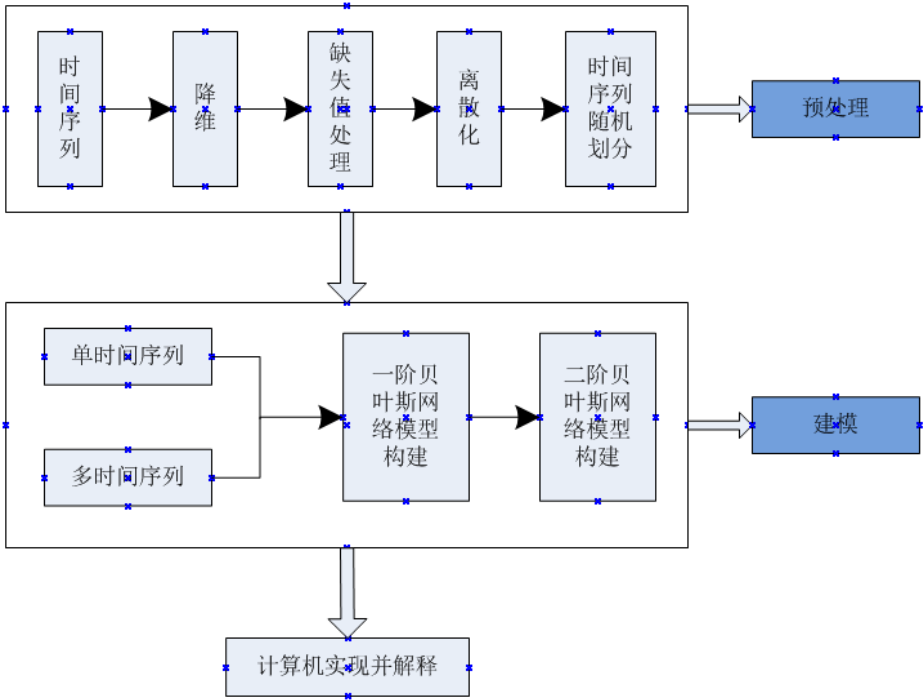 时
间
序
列
降
维
缺
失
值
处
理
离
散
化
时间
序列
随机
划分
预处理
单时间序列
多时间序列
一阶贝
叶斯网
络模型
构建
二阶贝
叶斯网
络模型
构建
建模
计算机实现并解释